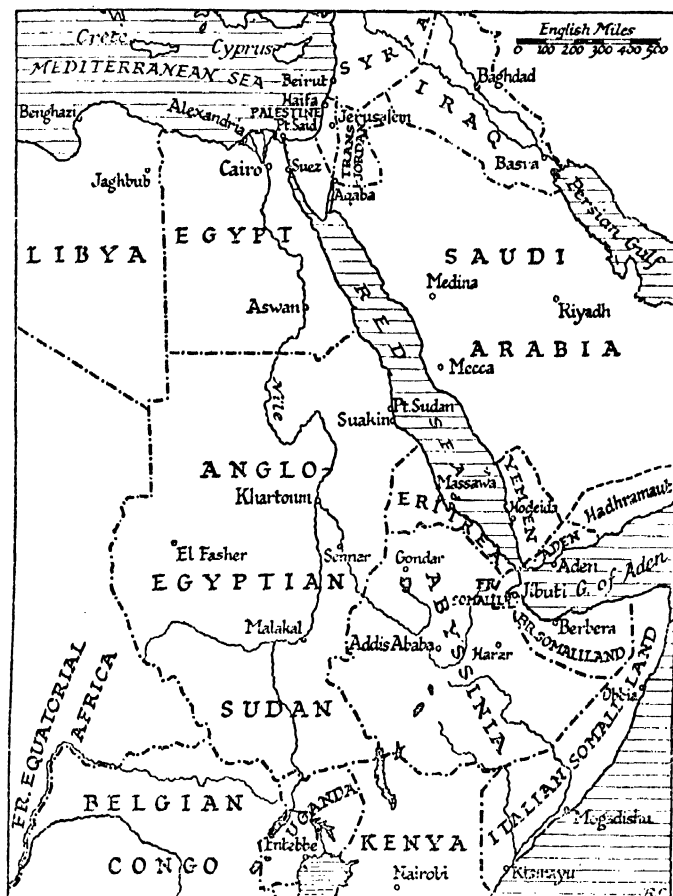 English Miles
0 100 200 300 400 500
Crete
Cyprus
MEDITERRANEAN SEA
SYRIA
Beirut
Baghdad
Haifa
IRAQ
Benghazi
Alexandria
PALESTINE
Pt. Said
Jerusalem
TRANS
JORDAN
Basra
Jaghbub
Cairo
Suez
Aqaba
Persian Gulf
LIBYA
EGYPT
SAUDI
Medina
Riyadh
Aswan
RED
ARABIA
Mecca
Nile
Pt. Sudan
Suakin
SEA
ANGLO-
YEMEN
Massawa
Khartoum
ERITREA
Hodeida
Hadhramaut
ADEN
El Fasher
Sennar
Gondar
Aden
EGYPTIAN
ABYSSINIA
FR.
SOMALIL.
Jibuti
G. of Aden
Malakal
Berbera
Addis Ababa
Harar
BR. SOMALILAND
FR. EQUATORIAL
AFRICA
SUDAN
ITALIAN SOMALILAND
BELGIAN
UGANDA
KENYA
Mogadishu
CONGO
Entebbe
Nairobi